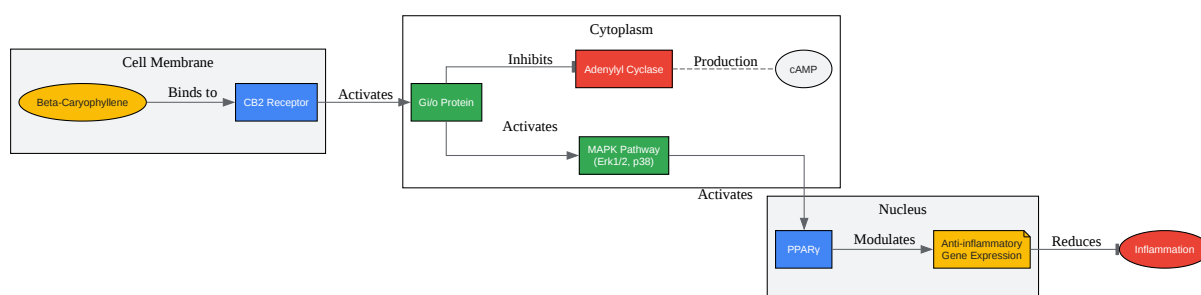 Cytoplasm
Cell Membrane
Inhibits
Adenylyl Cyclase
Production
cAMP
Beta-Caryophyllene
Binds to
CB2 Receptor
Activates
Gi/o Protein
Activates
MAPK Pathway
(Erk1/2, p38)
Activates
Nucleus
PPARγ
Modulates
Anti-inflammatory
Gene Expression
Reduces
Inflammation